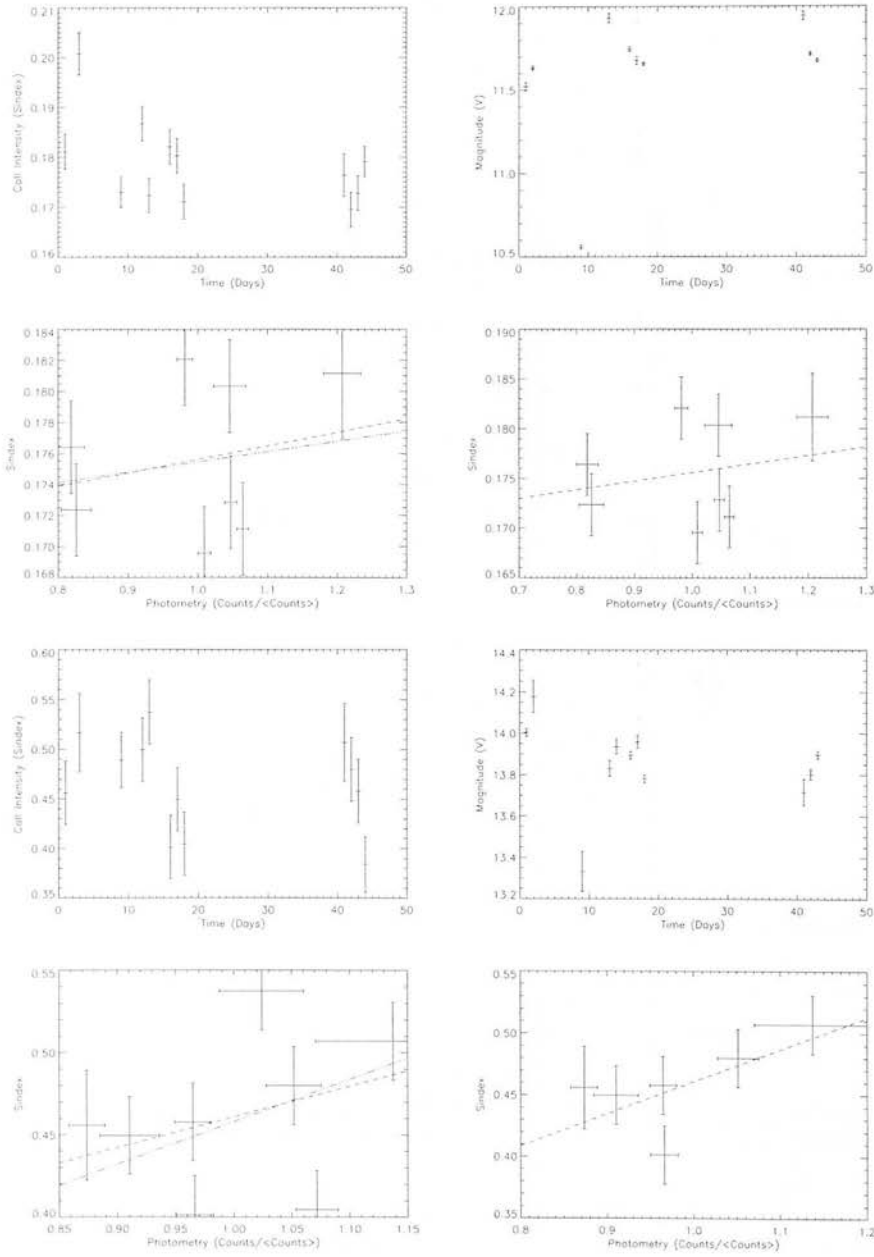 0.21
0.20
0.19
0.18
0.17
0.16
CaII Intensity (Sindex)
0 10 20 30 40 50
Time (Days)
12.0
11.5
11.0
10.5
Magnitude (V)
0 10 20 30 40 50
Time (Days)
0.184
0.182
0.180
0.178
0.176
0.174
0.172
0.170
0.168
Sindex
0.8 0.9 1.0 1.1 1.2 1.3
Photometry (Counts/<Counts>)
0.190
0.185
0.180
0.175
0.170
0.165
Sindex
0.7 0.8 0.9 1.0 1.1 1.2 1.3
Photometry (Counts/<Counts>)
0.60
0.55
0.50
0.45
0.40
0.35
CaII Intensity (Sindex)
0 10 20 30 40 50
Time (Days)
14.4
14.2
14.0
13.8
13.6
13.4
13.2
Magnitude (V)
0 10 20 30 40 50
Time (Days)
0.55
0.50
0.45
0.40
Sindex
0.85 0.90 0.95 1.00 1.05 1.10 1.15
Photometry (Counts/<Counts>)
0.55
0.50
0.45
0.40
0.35
Sindex
0.8 0.9 1.0 1.1 1.2
Photometry (Counts/<Counts>)